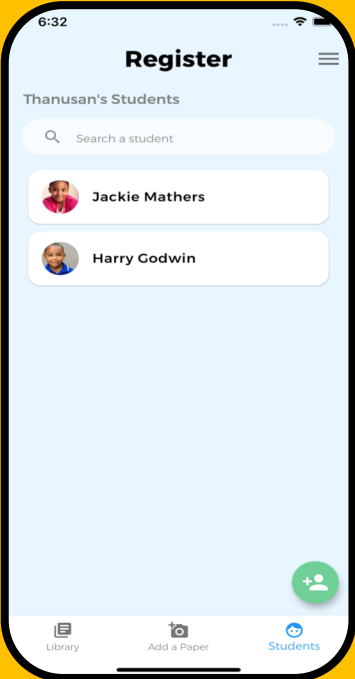 6:32
Register
Thanusan's Students
Search a student
Jackie Mathers
Harry Godwin
Library
Add a Paper
Students